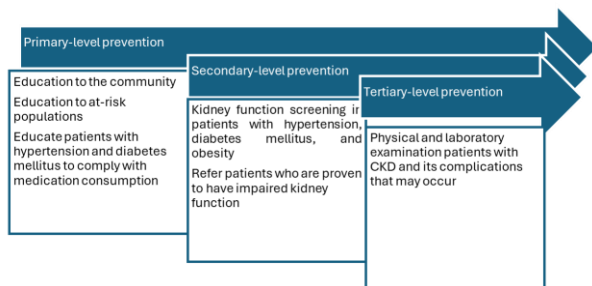 Primary-level prevention
Education to the community
Education to at-risk
populations
Educate patients with
hypertension and diabetes
mellitus to comply with
medication consumption
Secondary-level prevention
Kidney function screening in
patients with hypertension,
diabetes mellitus, and
obesity
Refer patients who are proven
to have impaired kidney
function
Tertiary-level prevention
Physical and laboratory
examination patients with
CKD and its complications
that may occur